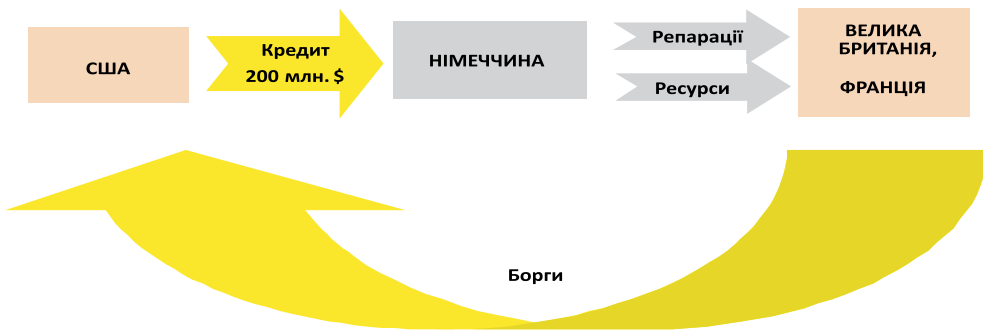 США
Кредит
200 млн. $
НІМЕЧЧИНА
Репарації
Ресурси
ВЕЛИКА
БРИТАНІЯ,
ФРАНЦІЯ
Борги